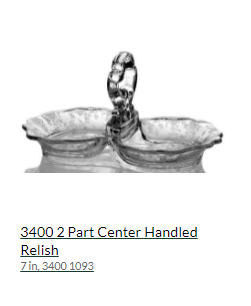 3400 2 Part Center Handled
Relish
7 in. 3400 1093